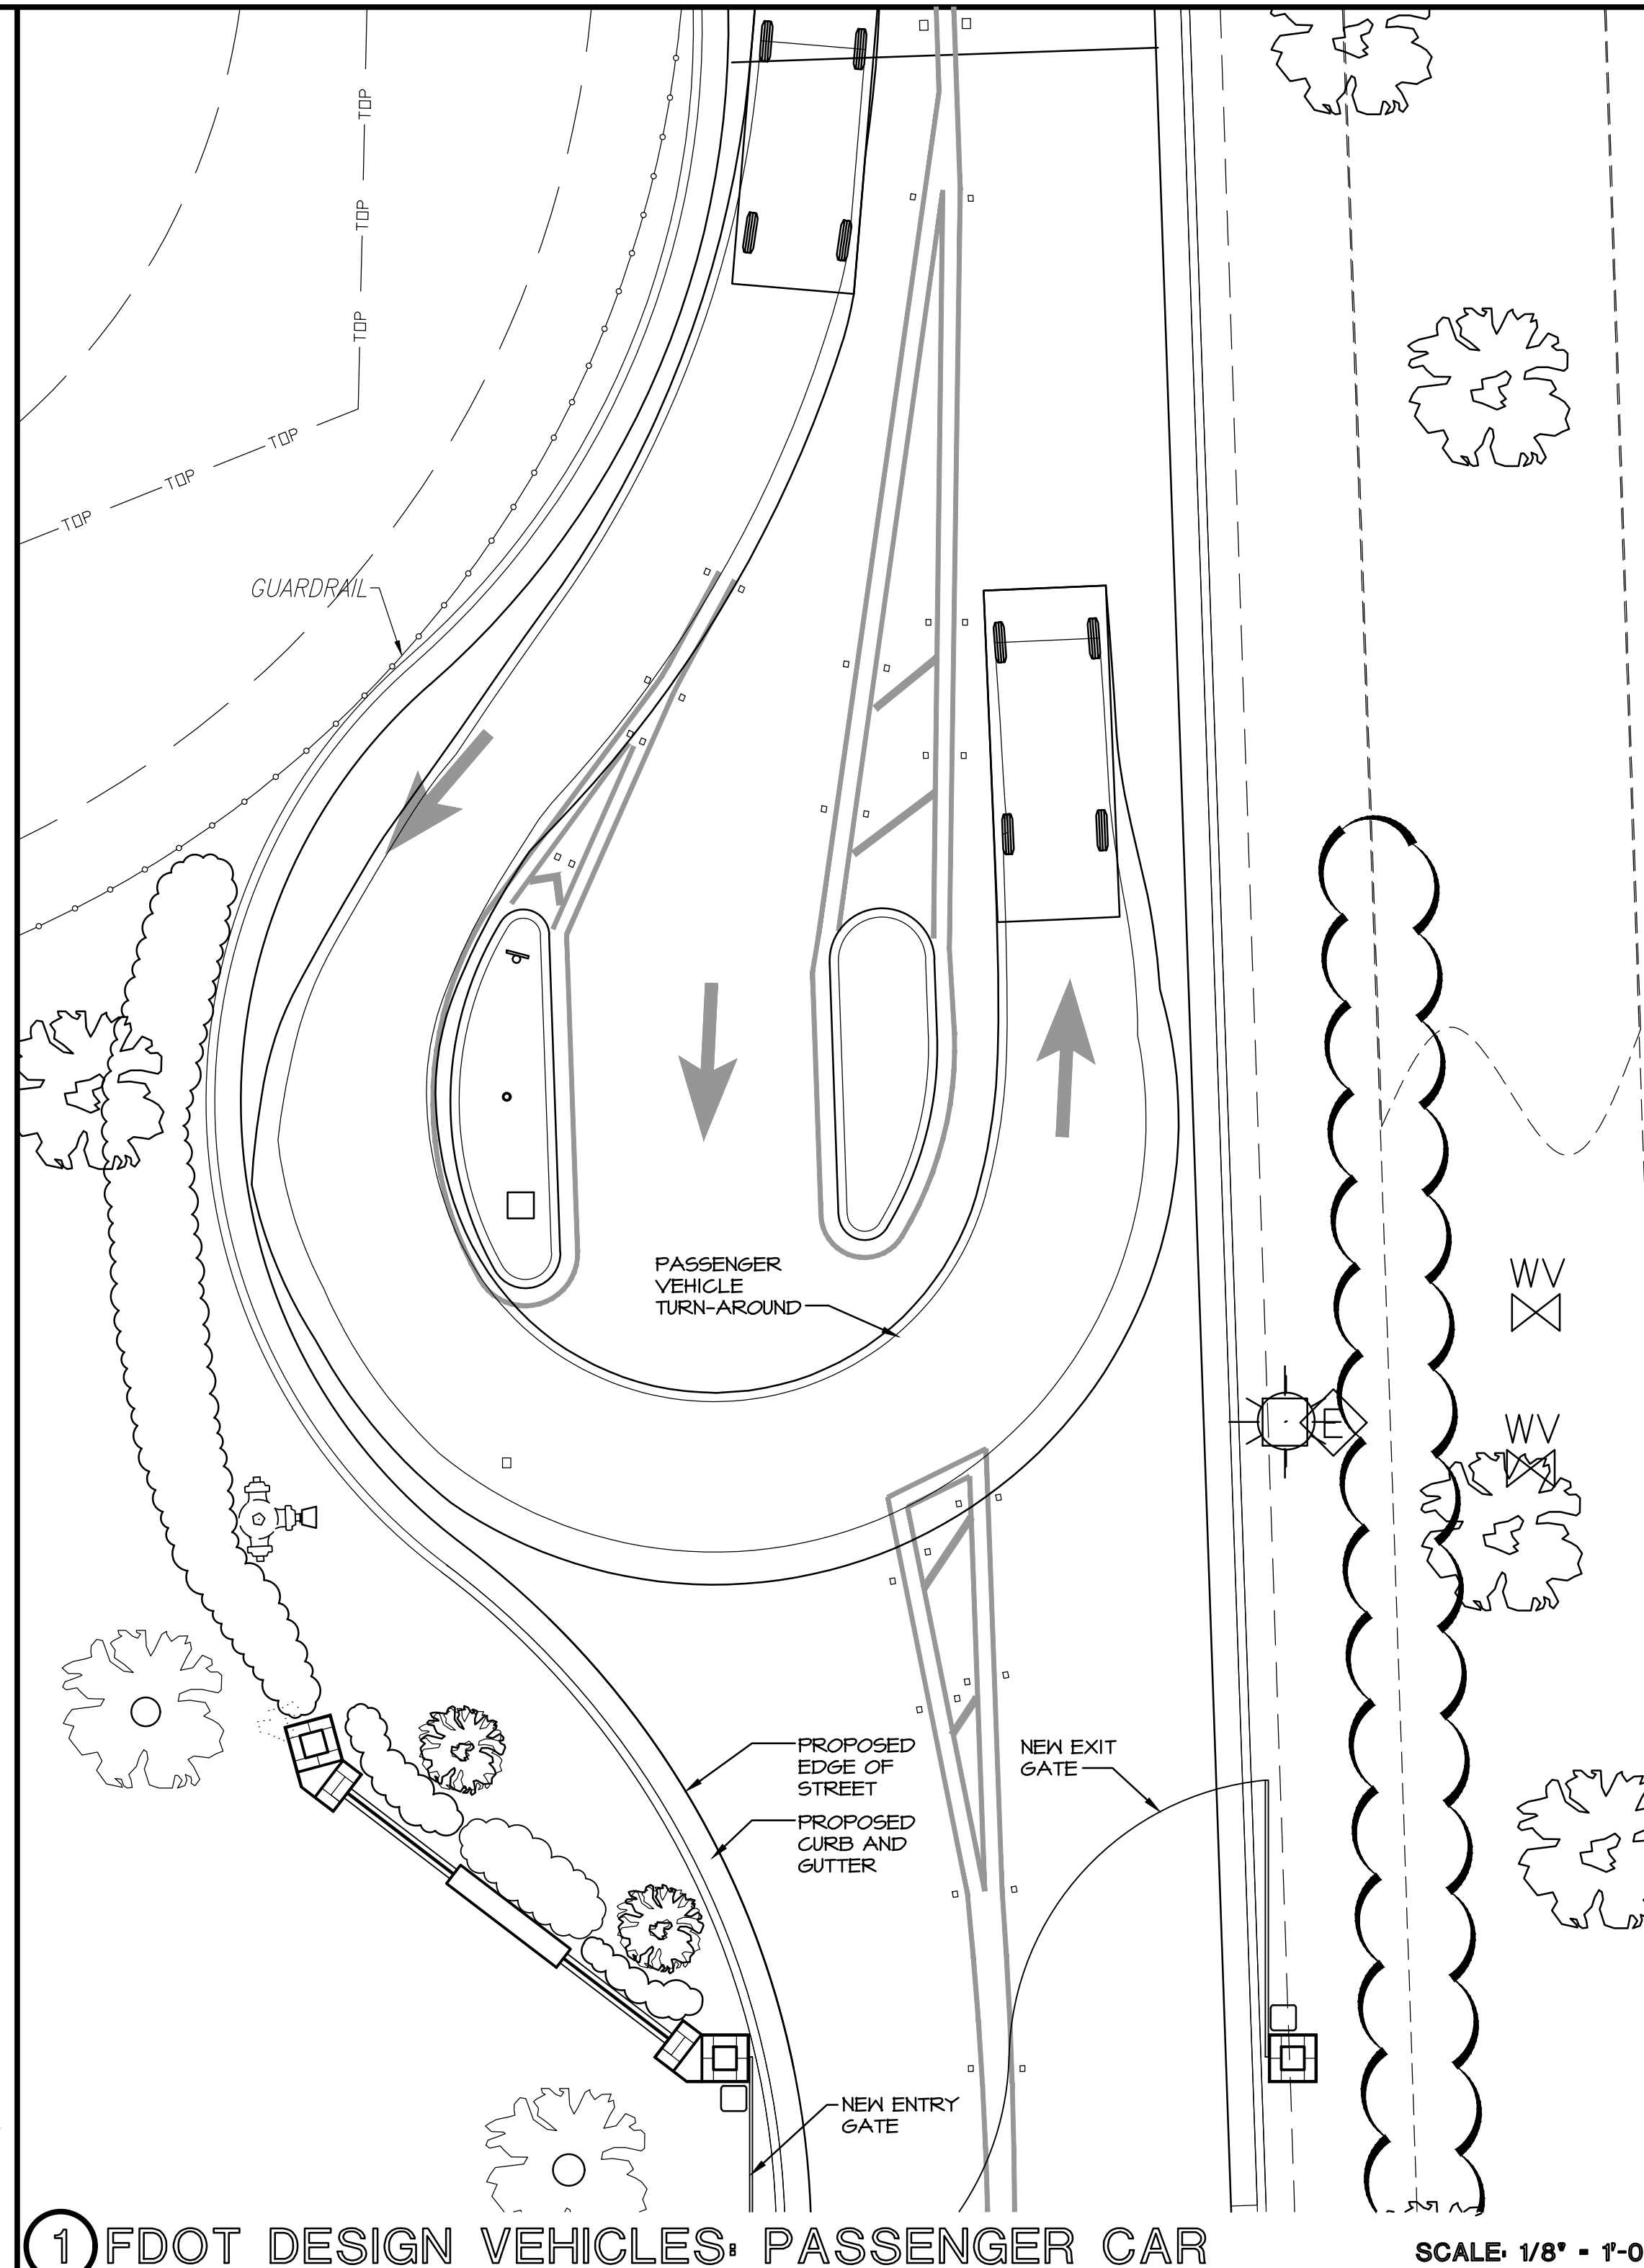 TOP
TOP
TOP
TOP
TOP
TOP
GUARDRAIL
PASSENGER
VEHICLE
TURN-AROUND
WV
E
WV
PROPOSED
EDGE OF
STREET
NEW EXIT
GATE
PROPOSED
CURB AND
GUTTER
NEW ENTRY
GATE
1 FDOT DESIGN VEHICLES: PASSENGER CAR
SCALE: 1/8" = 1'-0